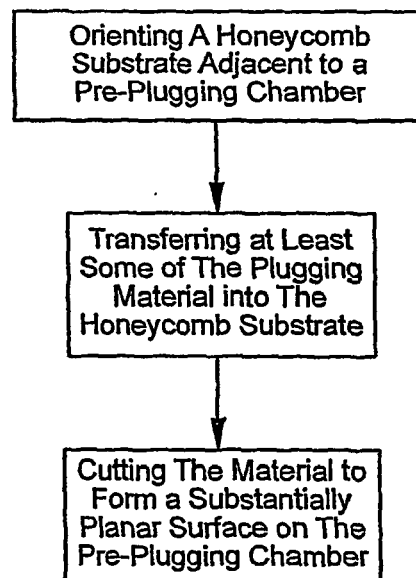 Orienting A Honeycomb
Substrate Adjacent to a
Pre-Plugging Chamber
Transferring at Least
Some of The Plugging
Material into The
Honeycomb Substrate
Cutting The Material to
Form a Substantially
Planar Surface on The
Pre-Plugging Chamber